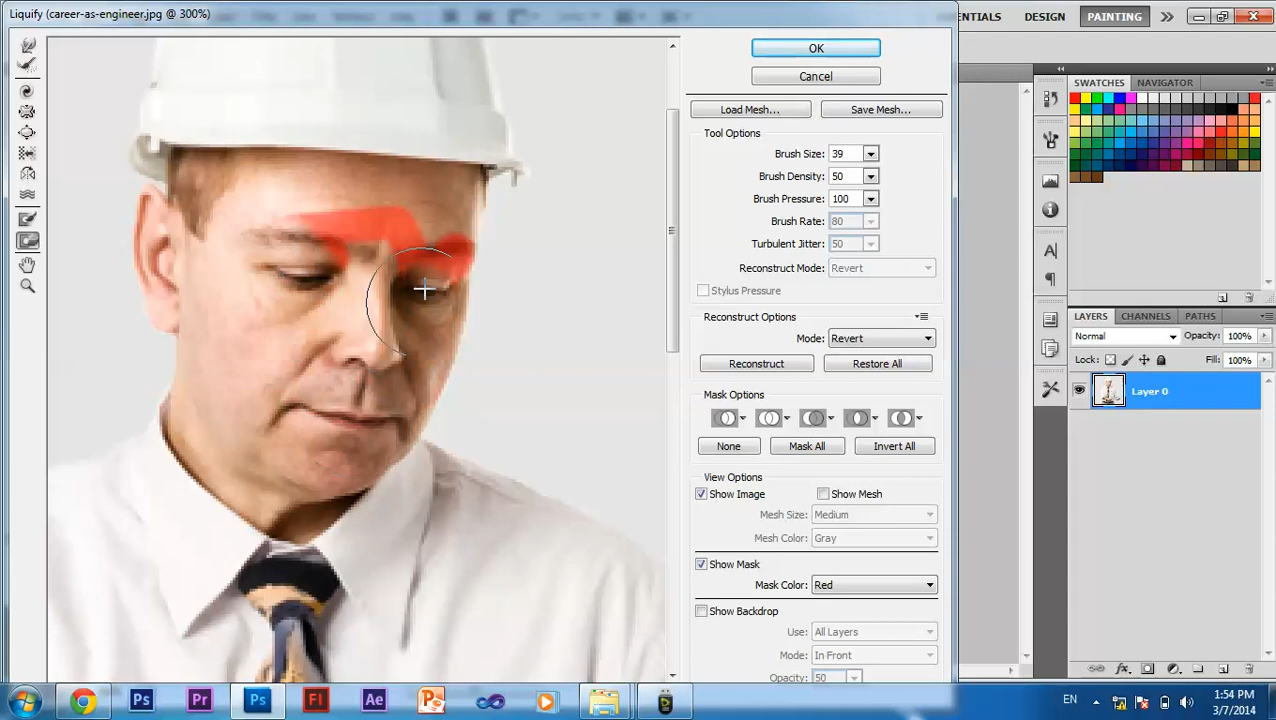 Liquify (career-as-engineer.jpg @ 300%)
ENTIALS
DESIGN
PAINTING
OK
Cancel
Load Mesh...
Save Mesh...
Tool Options
Brush Size: 39
Brush Density: 50
Brush Pressure: 100
Brush Rate: 80
Turbulent Jitter: 50
Reconstruct Mode: Revert
Stylus Pressure
Reconstruct Options
Mode: Revert
Reconstruct
Restore All
Mask Options
None
Mask All
Invert All
View Options
Show Image
Show Mesh
Mesh Size: Medium
Mesh Color: Gray
Show Mask
Mask Color: Red
Show Backdrop
Use: All Layers
Mode: In Front
Opacity: 50
SWATCHES
NAVIGATOR
LAYERS
CHANNELS
PATHS
Normal
Opacity: 100%
Lock:
Fill: 100%
Layer 0
Ps
Pr
Ps
Fl
Ae
EN
1:54 PM
3/7/2014